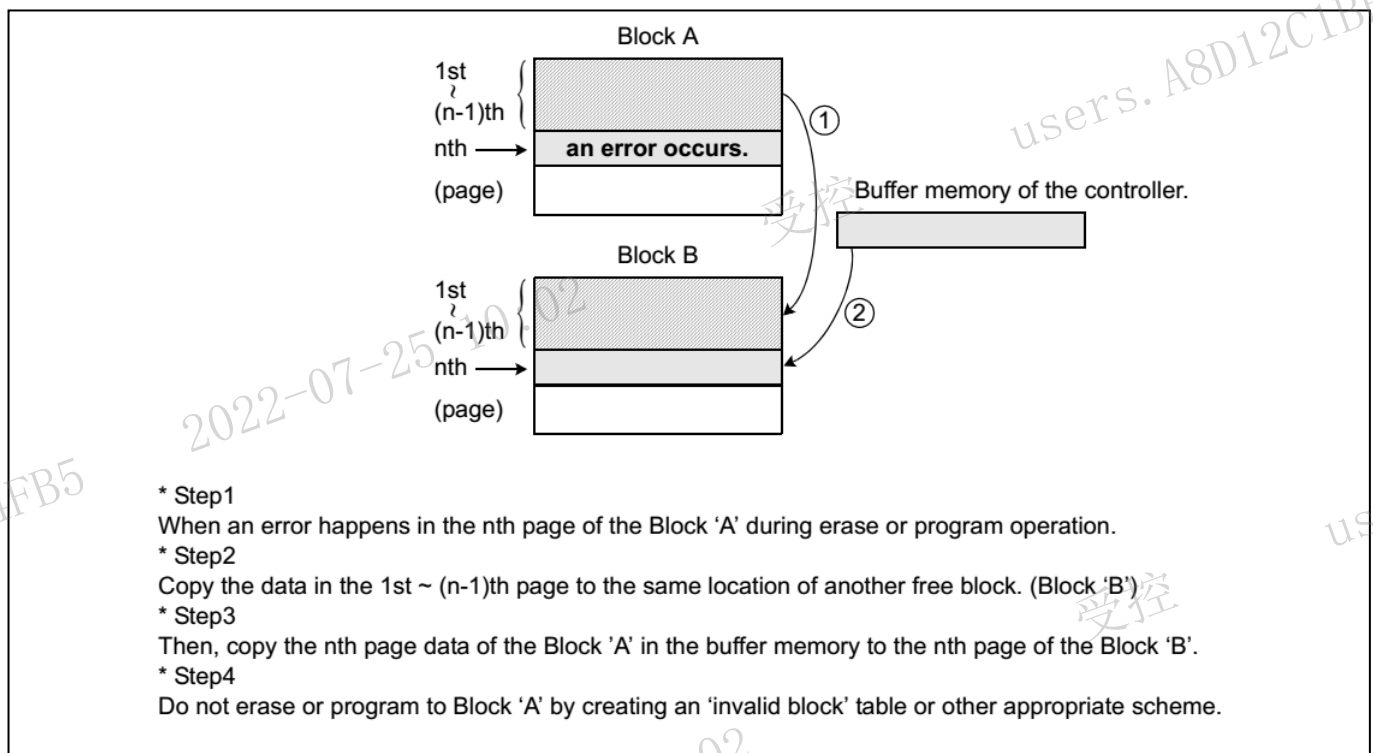 Block A
1st
~
(n-1)th
nth
an error occurs.
(page)
①
Buffer memory of the controller.
Block B
1st
~
(n-1)th
nth
(page)
②
* Step1
When an error happens in the nth page of the Block ‘A’ during erase or program operation.
* Step2
Copy the data in the 1st ~ (n-1)th page to the same location of another free block. (Block ‘B’)
* Step3
Then, copy the nth page data of the Block ’A’ in the buffer memory to the nth page of the Block ‘B’.
* Step4
Do not erase or program to Block ‘A’ by creating an ‘invalid block’ table or other appropriate scheme.
users.A8D12C1B
受控
2022-07-25 10.02
FB5
us
受控
02